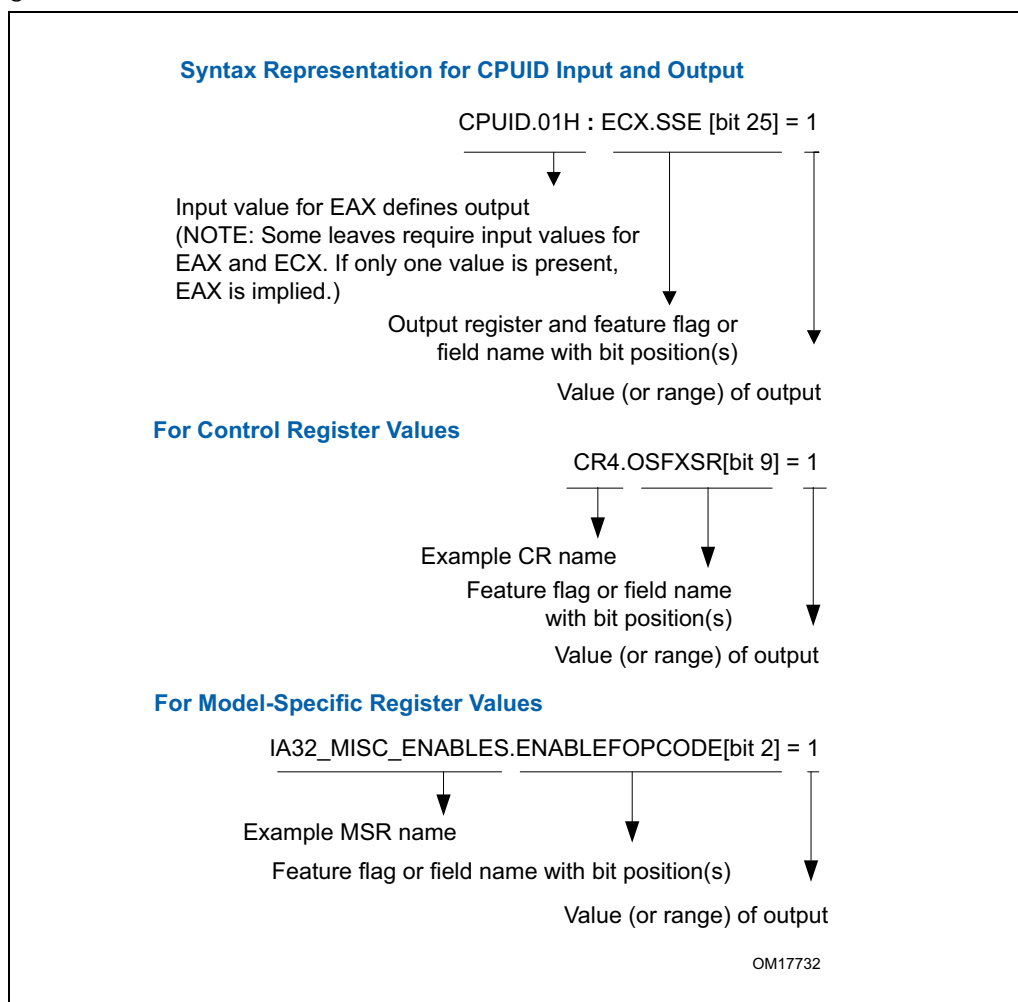 Syntax Representation for CPUID Input and Output
CPUID.01H : ECX.SSE [bit 25] = 1
Input value for EAX defines output
(NOTE: Some leaves require input values for
EAX and ECX. If only one value is present,
EAX is implied.)
Output register and feature flag or
field name with bit position(s)
Value (or range) of output
For Control Register Values
CR4.OSFXSR[bit 9] = 1
Example CR name
Feature flag or field name
with bit position(s)
Value (or range) of output
For Model-Specific Register Values
IA32_MISC_ENABLES.ENABLEFOPCODE[bit 2] = 1
Example MSR name
Feature flag or field name with bit position(s)
Value (or range) of output
OM17732